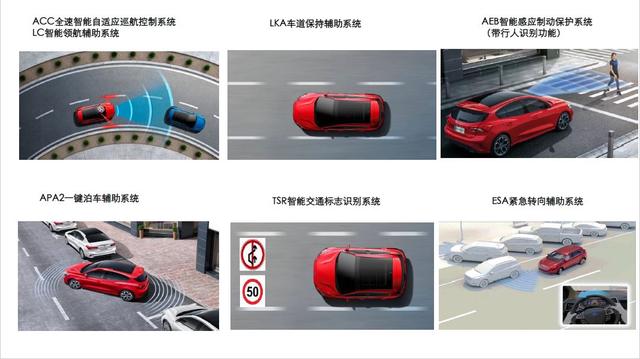 ACC全速智能自适应巡航控制系统
LC智能领航辅助系统
LKA车道保持辅助系统
AEB智能感应制动保护系统
（带行人识别功能）
APA2一键泊车辅助系统
TSR智能交通标志识别系统
ESA紧急转向辅助系统
50